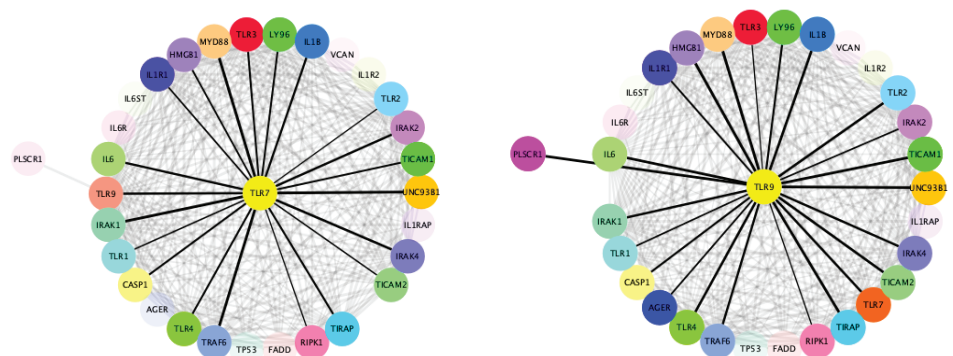 TLR3
LY96
MYD88
IL1B
HMGB1
VCAN
IL1R1
IL1R2
IL6ST
TLR2
IL6R
IRAK2
PLSCR1
IL6
TICAM1
TLR9
TLR7
UNC93B1
IRAK1
IL1RAP
TLR1
IRAK4
CASP1
TICAM2
AGER
TLR4
TIRAP
TRAF6
TP53
FADD
RIPK1
TLR3
LY96
MYD88
IL1B
HMGB1
VCAN
IL1R1
IL1R2
IL6ST
TLR2
IL6R
IRAK2
PLSCR1
IL6
TICAM1
TLR9
UNC93B1
IRAK1
IL1RAP
TLR1
IRAK4
CASP1
TICAM2
AGER
TLR7
TLR4
TIRAP
TRAF6
TP53
FADD
RIPK1